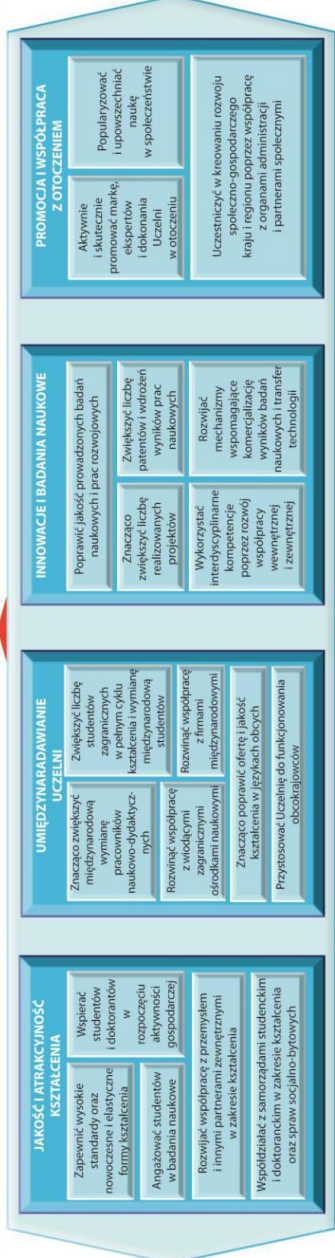 JAKOŚĆ I ATRAKCYJNOŚĆ
KSZTAŁCENIA
Zapewnić wysokie
standardy oraz
nowoczesne i elastyczne
formy kształcenia
Wspierać
studentów
i doktorantów
w
rozpoczęciu
aktywności
gospodarczej
Angażować studentów
w badania naukowe
Rozwijać współpracę z przemysłem
i innymi partnerami zewnętrznymi
w zakresie kształcenia
Współdziałać z samorządami studenckim
i doktoranckim w zakresie kształcenia
oraz spraw socjalno-bytowych
UMIĘDZYNARADAWIANIE
UCZELNI
Znacząco zwiększyć
międzynarodową
wymianę
pracowników
naukowo-dydaktycz-
nych
Zwiększyć liczbę
studentów
zagranicznych
w pełnym cyklu
kształcenia i wymianę
międzynarodową
studentów
Rozwinąć współpracę
z wiodącymi
zagranicznymi
ośrodkami naukowymi
Rozwinąć współpracę
z firmami
międzynarodowymi
Znacząco poprawić ofertę i jakość
kształcenia w językach obcych
Przystosować Uczelnię do funkcjonowania
obcokrajowców
INNOWACJE I BADANIA NAUKOWE
Poprawić jakość prowadzonych badań
naukowych i prac rozwojowych
Znacząco
zwiększyć liczbę
realizowanych
projektów
Zwiększyć liczbę
patentów i wdrożeń
wyników prac
naukowych
Wykorzystać
interdyscyplinarne
kompetencje
poprzez rozwój
współpracy
wewnętrznej
i zewnętrznej
Rozwijać
mechanizmy
wspomagające
komercjalizację
wyników badań
naukowych i transfer
technologii
PROMOCJA I WSPÓŁPRACA
Z OTOCZENIEM
Aktywnie
i skutecznie
promować markę,
ekspertów
i dokonania
Uczelni
w otoczeniu
Popularyzować
i upowszechniać
naukę
w społeczeństwie
Uczestniczyć w kreowaniu rozwoju
społeczno-gospodarczego
kraju i regionu poprzez współpracę
z organami administracji
i partnerami społecznymi